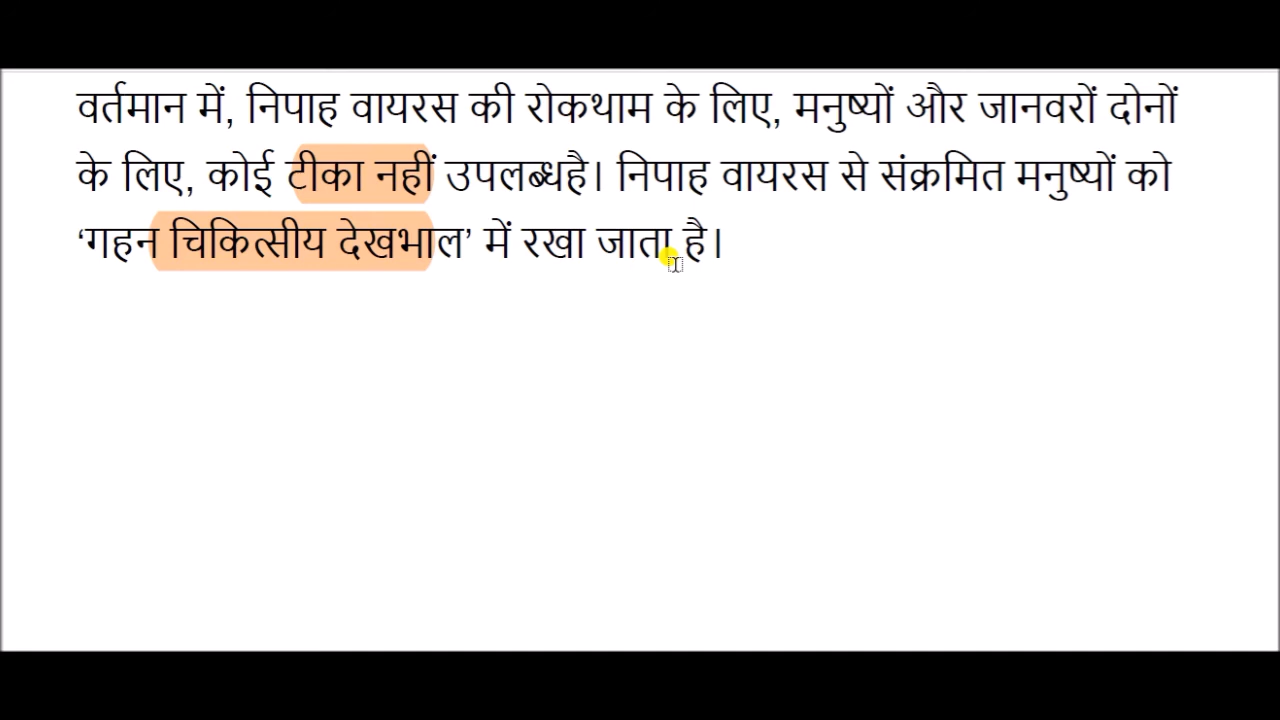 वर्तमान में, निपाह वायरस की रोकथाम के लिए, मनुष्यों और जानवरों दोनों
के लिए, कोई टीका नहीं उपलब्धहै। निपाह वायरस से संक्रमित मनुष्यों को
‘गहन चिकित्सीय देखभाल’ में रखा जाता है।